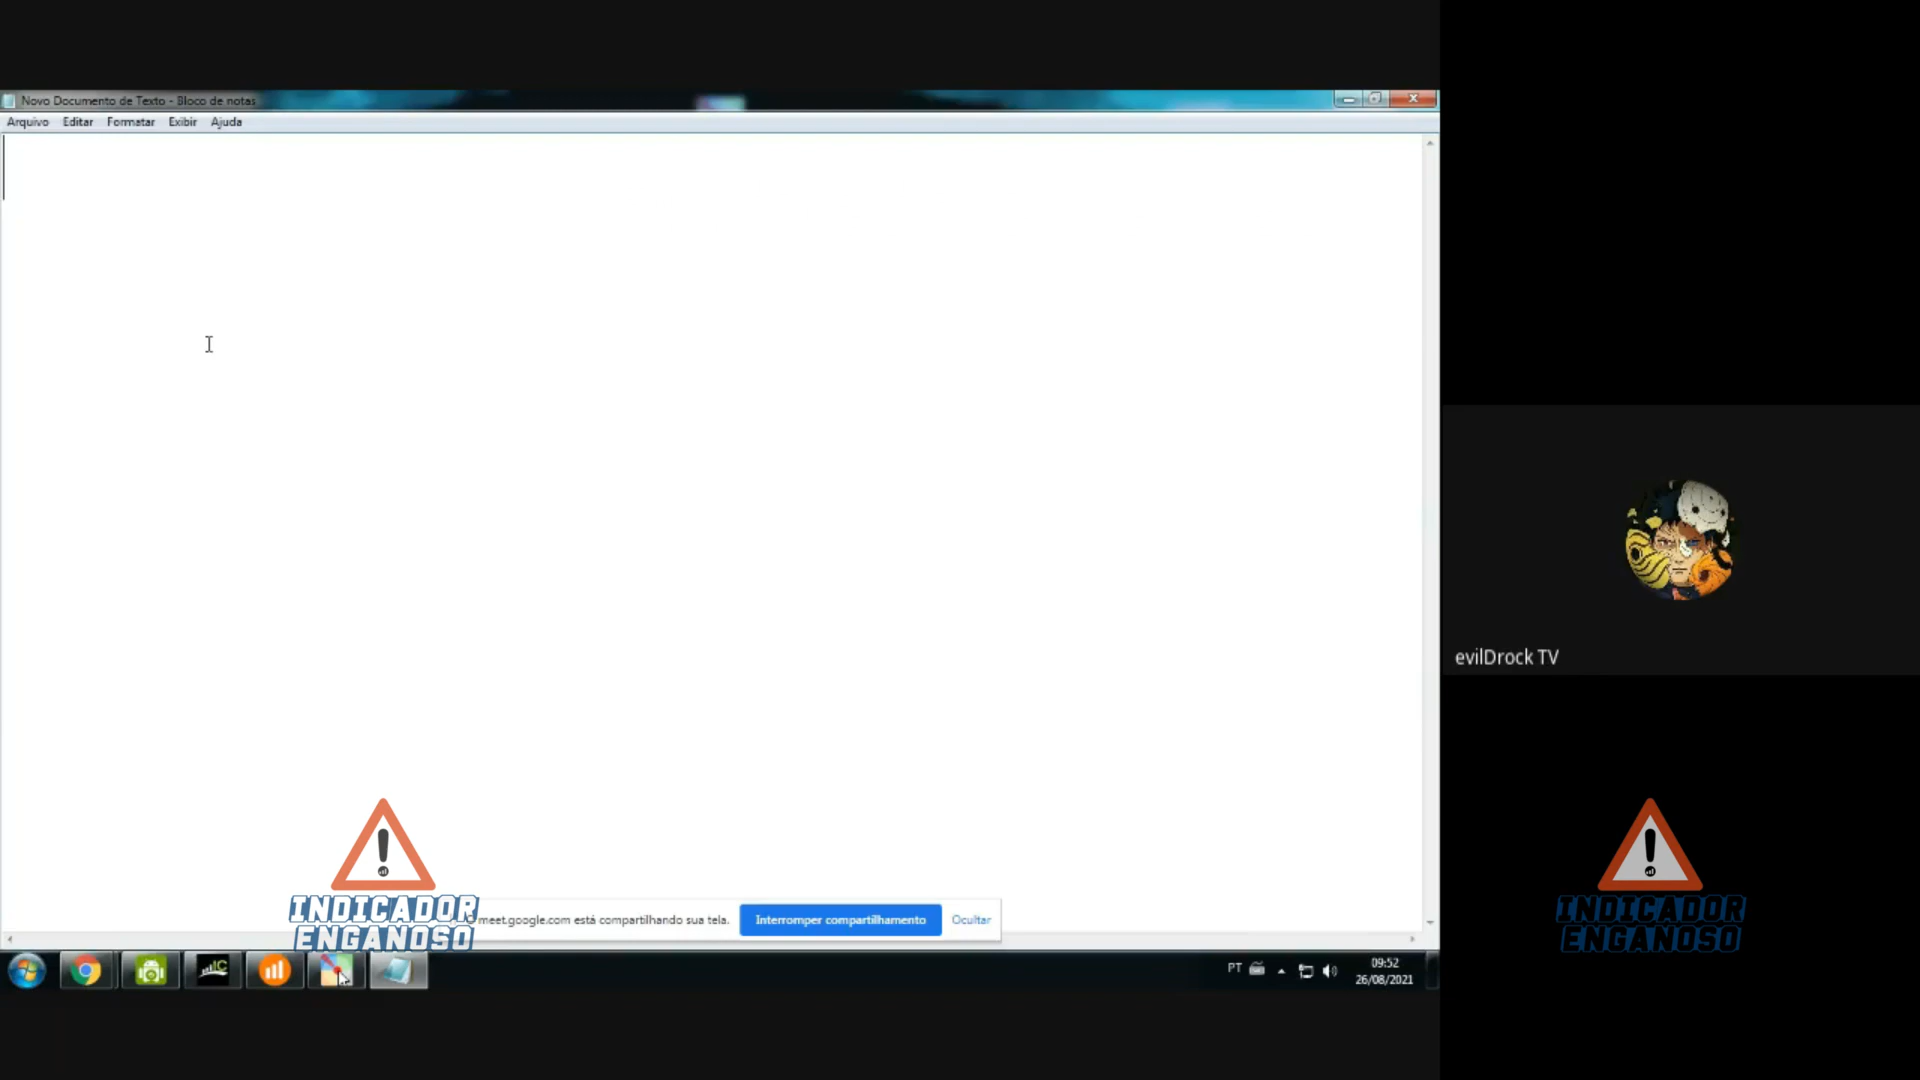 Novo Documento de Texto - Bloco de notas
Arquivo Editar Formatar Exibir Ajuda
evilDrock TV
INDICADOR
ENGANOSO
meet.google.com está compartilhando sua tela. Interromper compartilhamento Ocultar
INDICADOR
ENGANOSO
IC
PT
09:52
26/08/2021